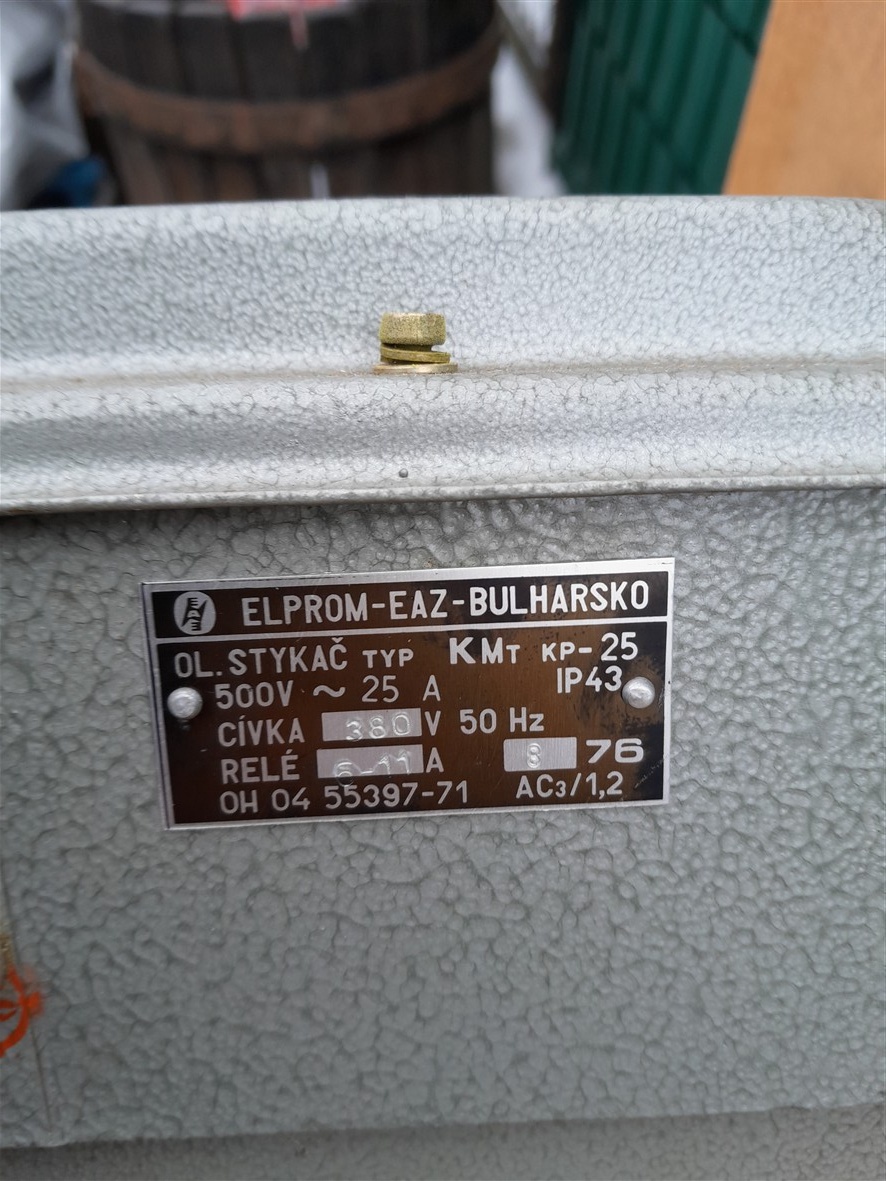 ELPROM-EAZ-BULHARSKO
OL. STYKAČ TYP KMT KP-25
500V ~ 25 A IP43
CÍVKA 380 V 50 Hz
RELÉ 6-11 A 8 76
OH 04 55397-71 AC3/1,2